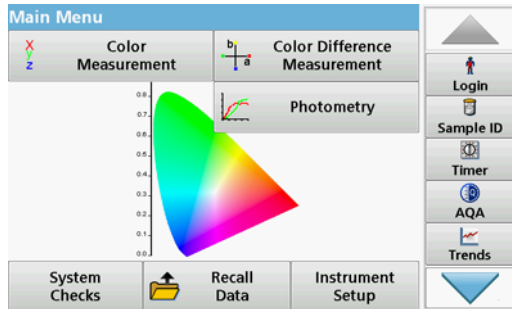 Main Menu
X
Y
Z
Color
Measurement
b
a
Color Difference
Measurement
Photometry
0.8
0.7
0.6
0.5
0.4
0.3
0.2
0.1
0.0
System
Checks
Recall
Data
Instrument
Setup
Login
Sample ID
Timer
AQA
Trends